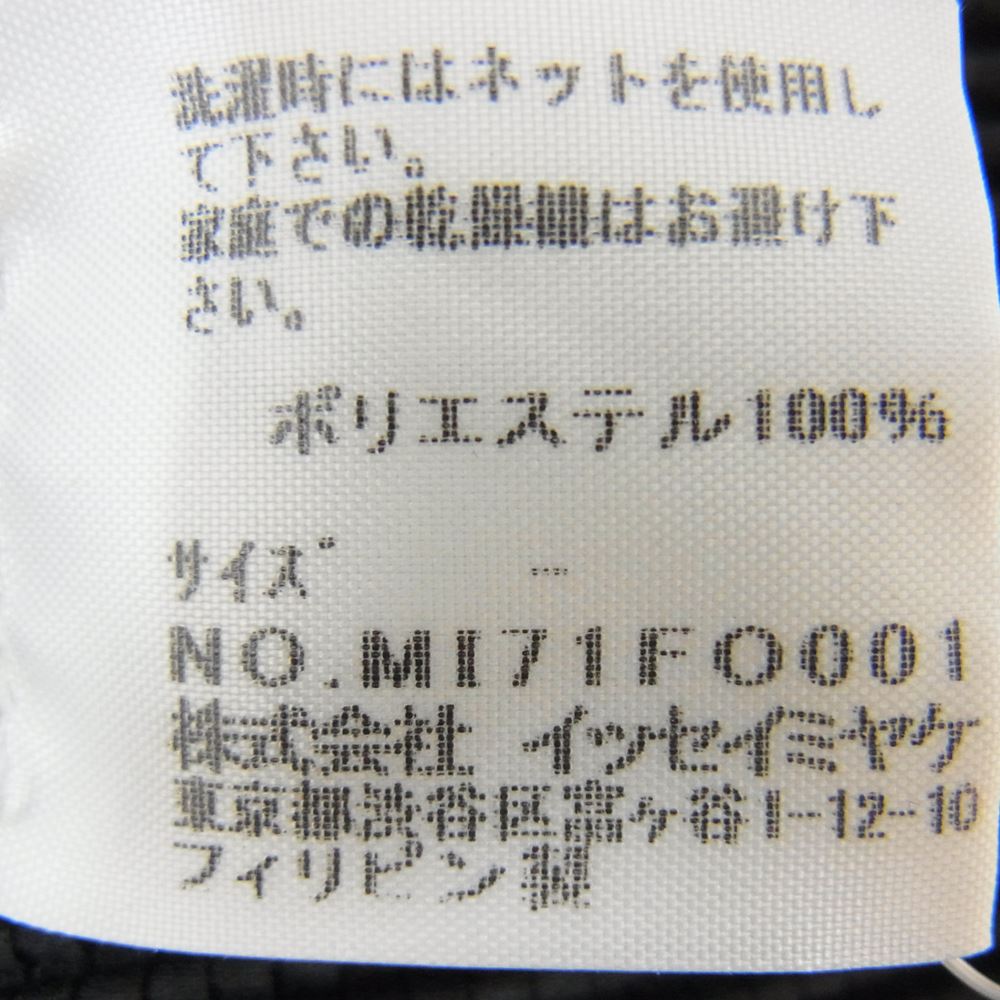 洗濯時にはネットを使用し
て下さい。
家庭での乾燥機はお避け下
さい。
ポリエステル100%
サイズ -
NO.MI71FO001
株式会社 イッセイミヤケ
東京都渋谷区富ヶ谷1-12-10
フィリピン製